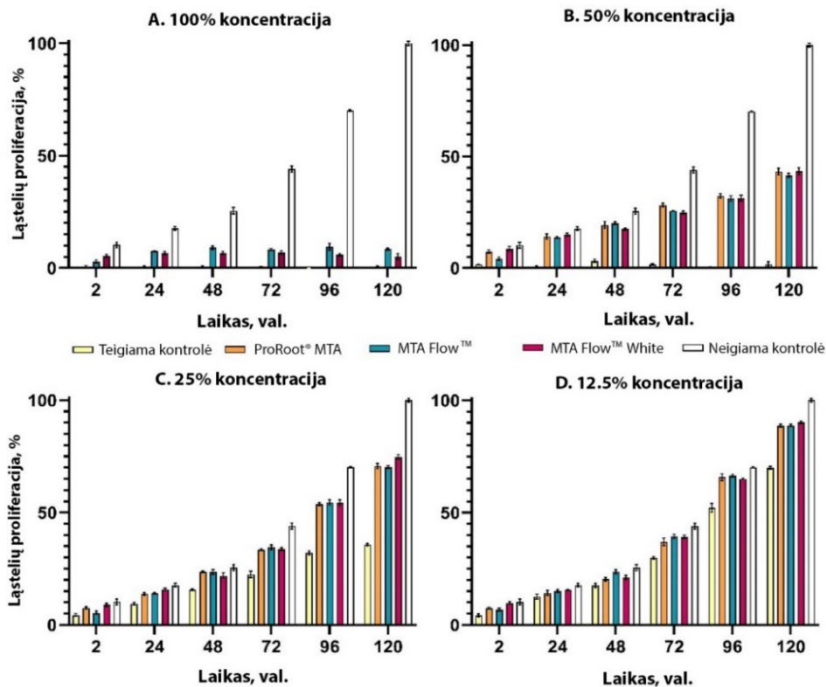 A. 100% koncentracija
Ląstelių proliferacija, %
100
50
0
2 24 48 72 96 120
Laikas, val.
B. 50% koncentracija
100
50
0
2 24 48 72 96 120
Laikas, val.
Teigiama kontrolė ProRoot® MTA MTA Flow™ MTA Flow™ White Neigiama kontrolė
C. 25% koncentracija
Ląstelių proliferacija, %
100
50
0
2 24 48 72 96 120
Laikas, val.
D. 12.5% koncentracija
100
50
0
2 24 48 72 96 120
Laikas, val.